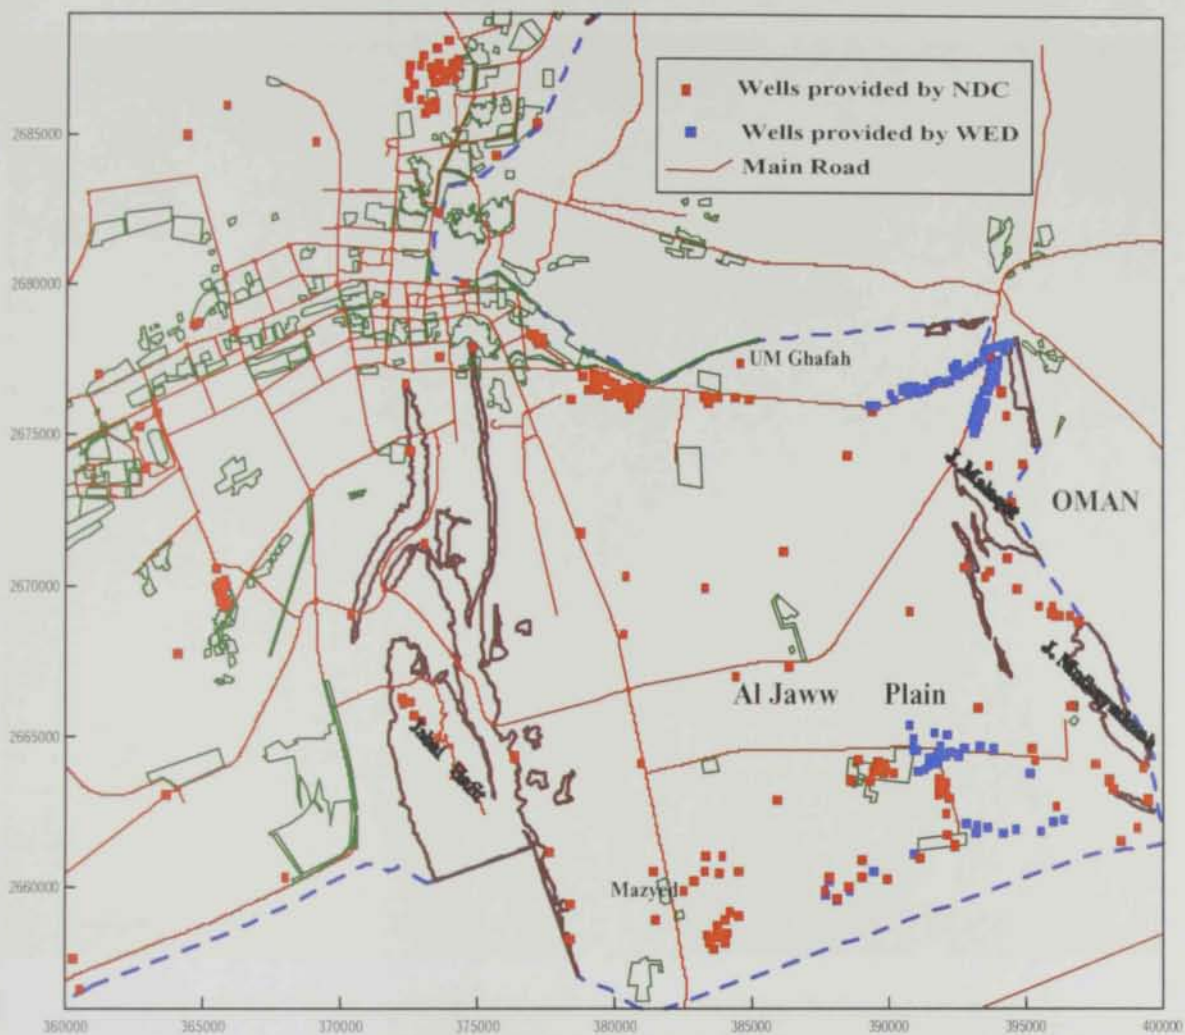 Wells provided by NDC
Wells provided by WED
Main Road
2685000
2680000
2675000
2670000
2665000
2660000
UM Ghafah
OMAN
Al Jaww Plain
Mazyed
360000 365000 370000 375000 380000 385000 390000 395000 400000